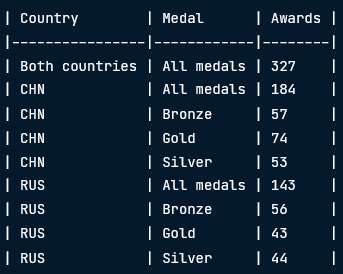 | Country        | Medal      | Awards |
|----------------|------------|--------|
| Both countries | All medals | 327    |
| CHN            | All medals | 184    |
| CHN            | Bronze     | 57     |
| CHN            | Gold       | 74     |
| CHN            | Silver     | 53     |
| RUS            | All medals | 143    |
| RUS            | Bronze     | 56     |
| RUS            | Gold       | 43     |
| RUS            | Silver     | 44     |